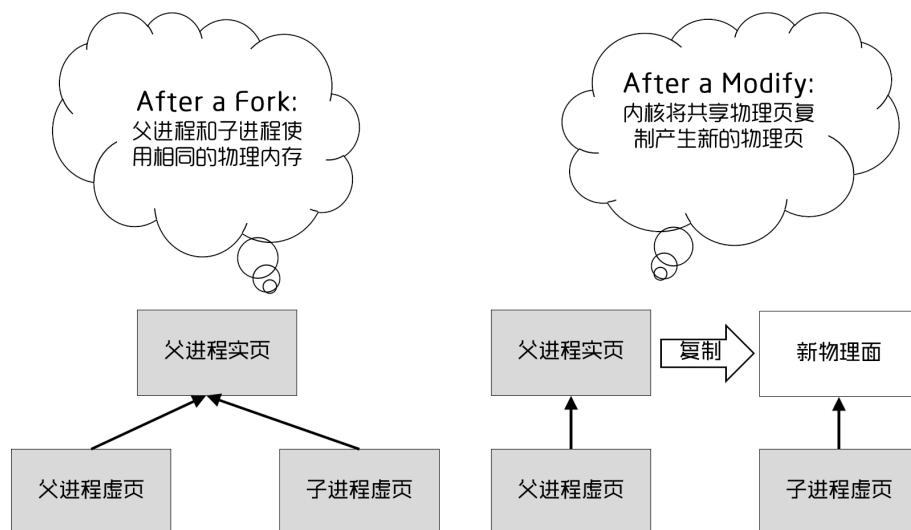 After a Fork:
父进程和子进程使
用相同的物理内存
After a Modify:
内核将共享物理页复
制产生新的物理页
父进程实页
父进程实页
复制
新物理面
父进程虚页
子进程虚页
父进程虚页
子进程虚页